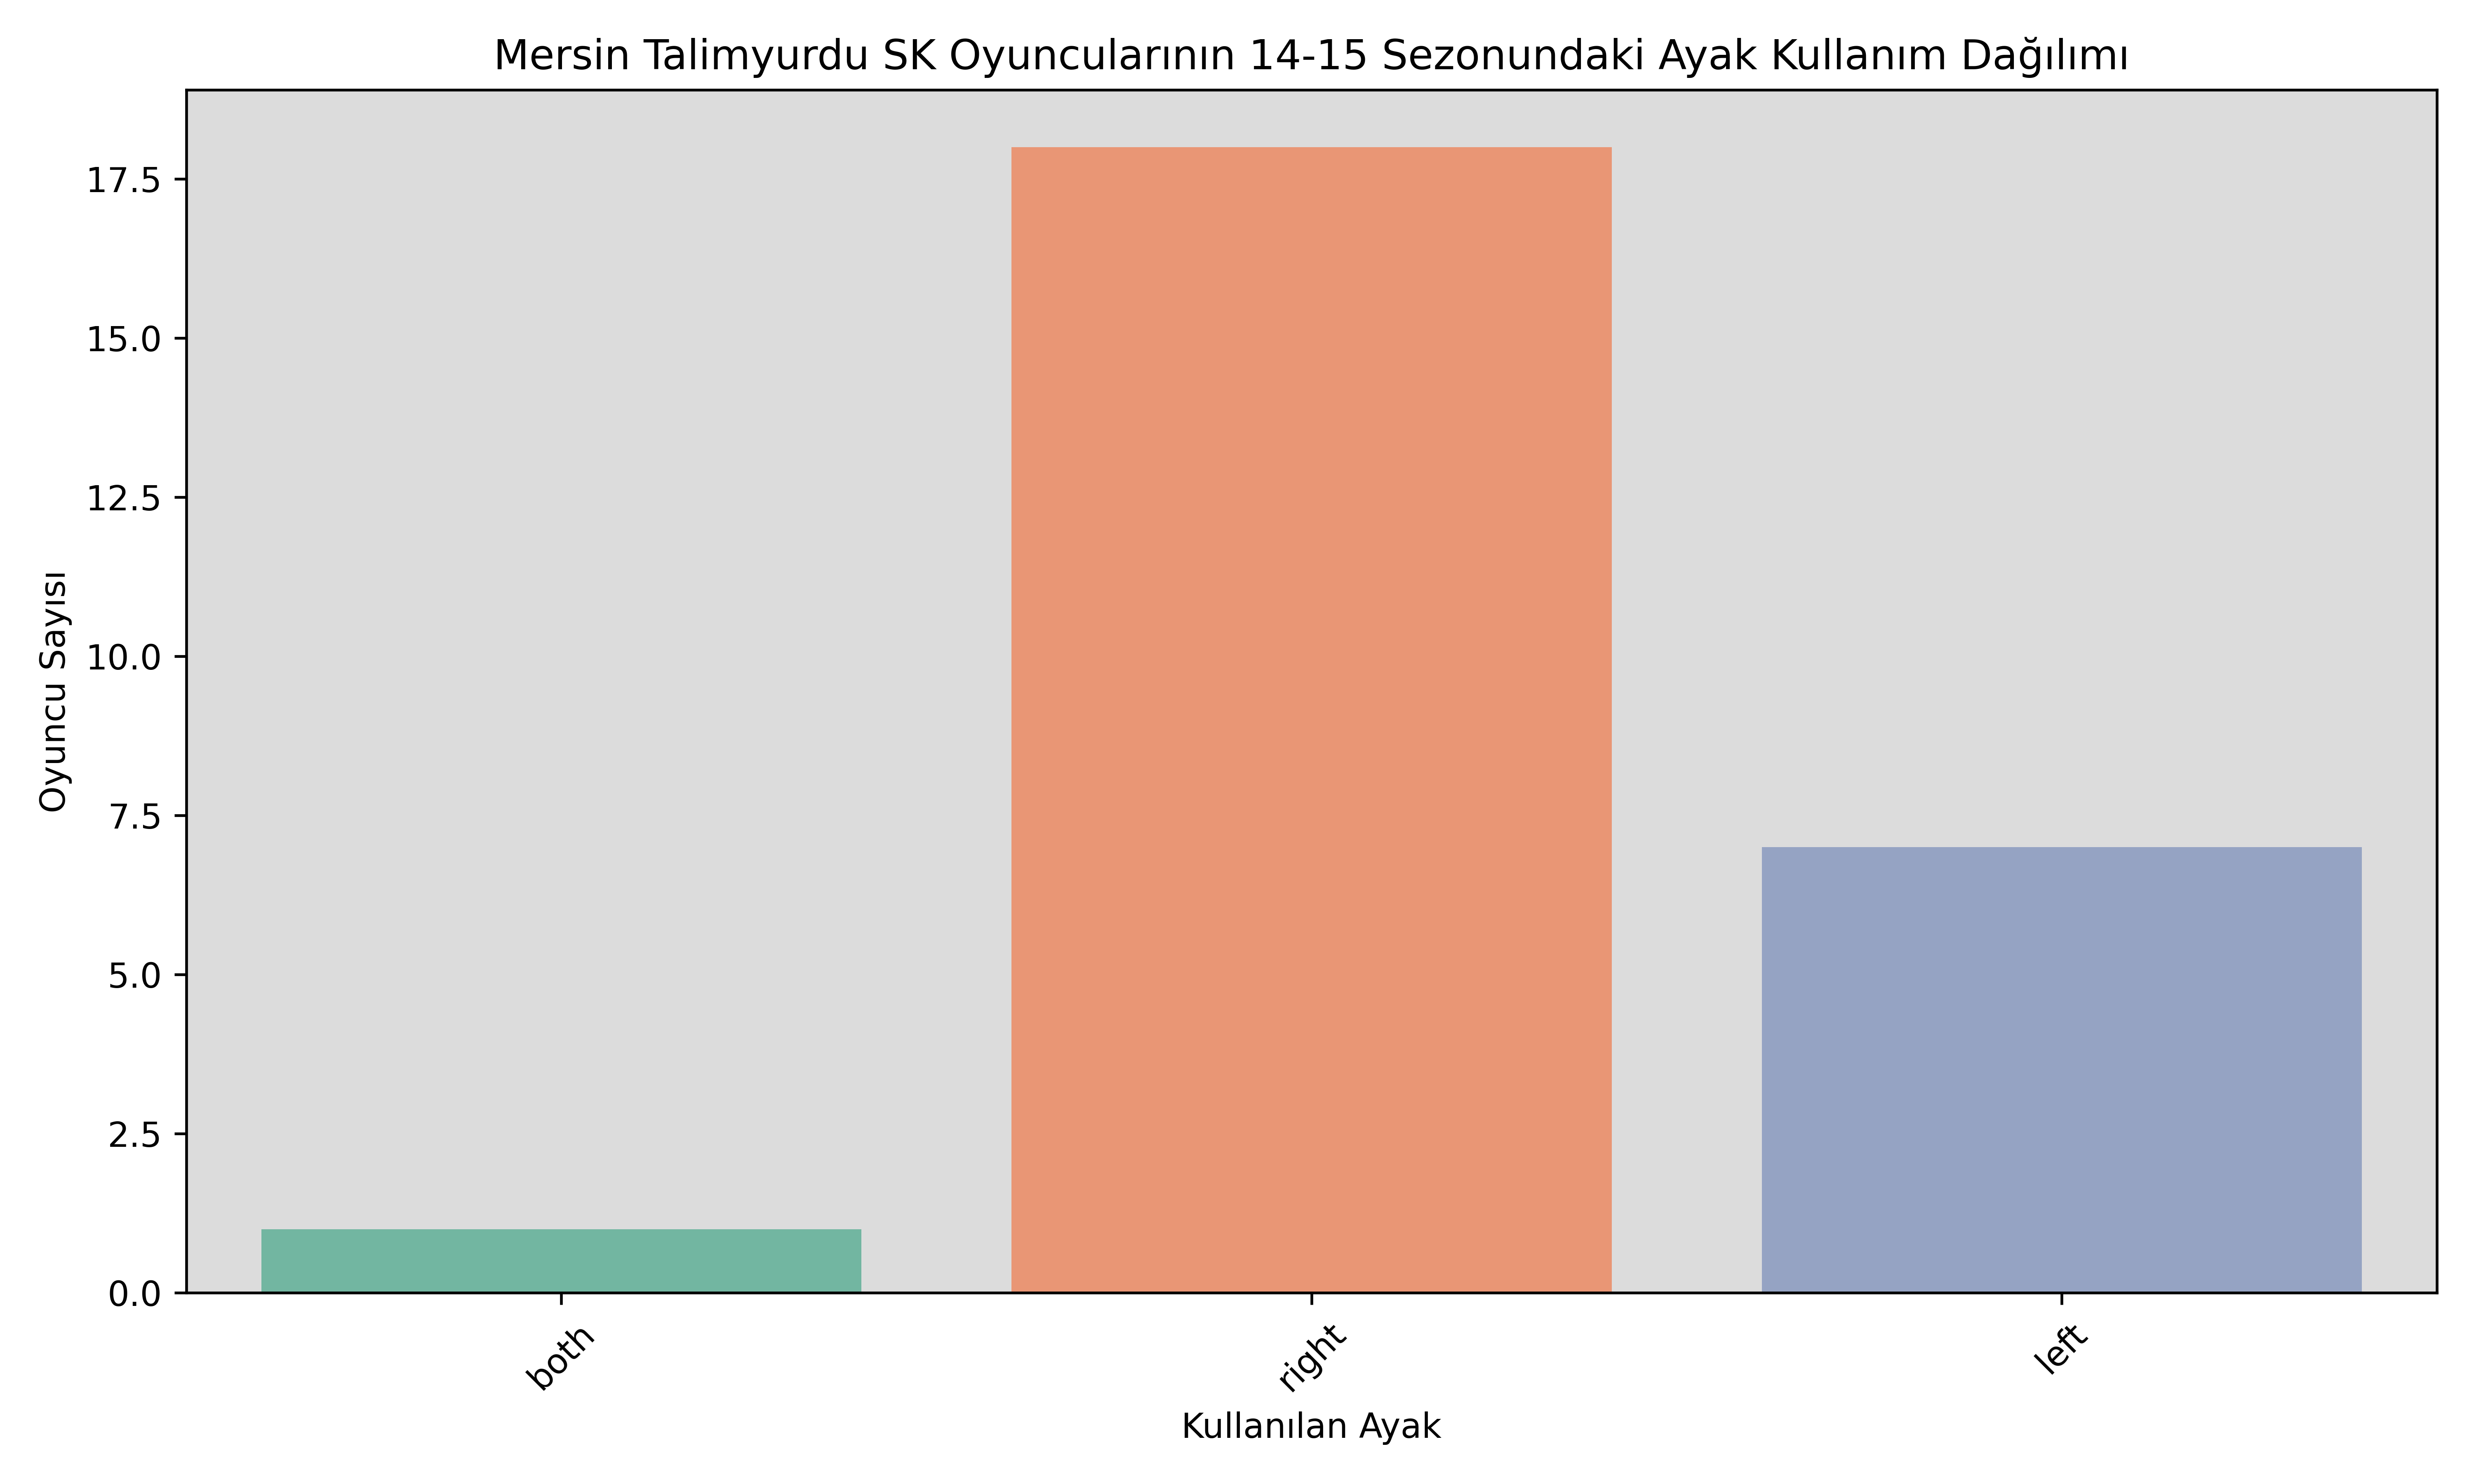 Mersin Talimyurdu SK Oyuncularının 14-15 Sezonundaki Ayak Kullanım Dağılımı
Oyuncu Sayısı
17.5
15.0
12.5
10.0
7.5
5.0
2.5
0.0
both
right
left
Kullanılan Ayak